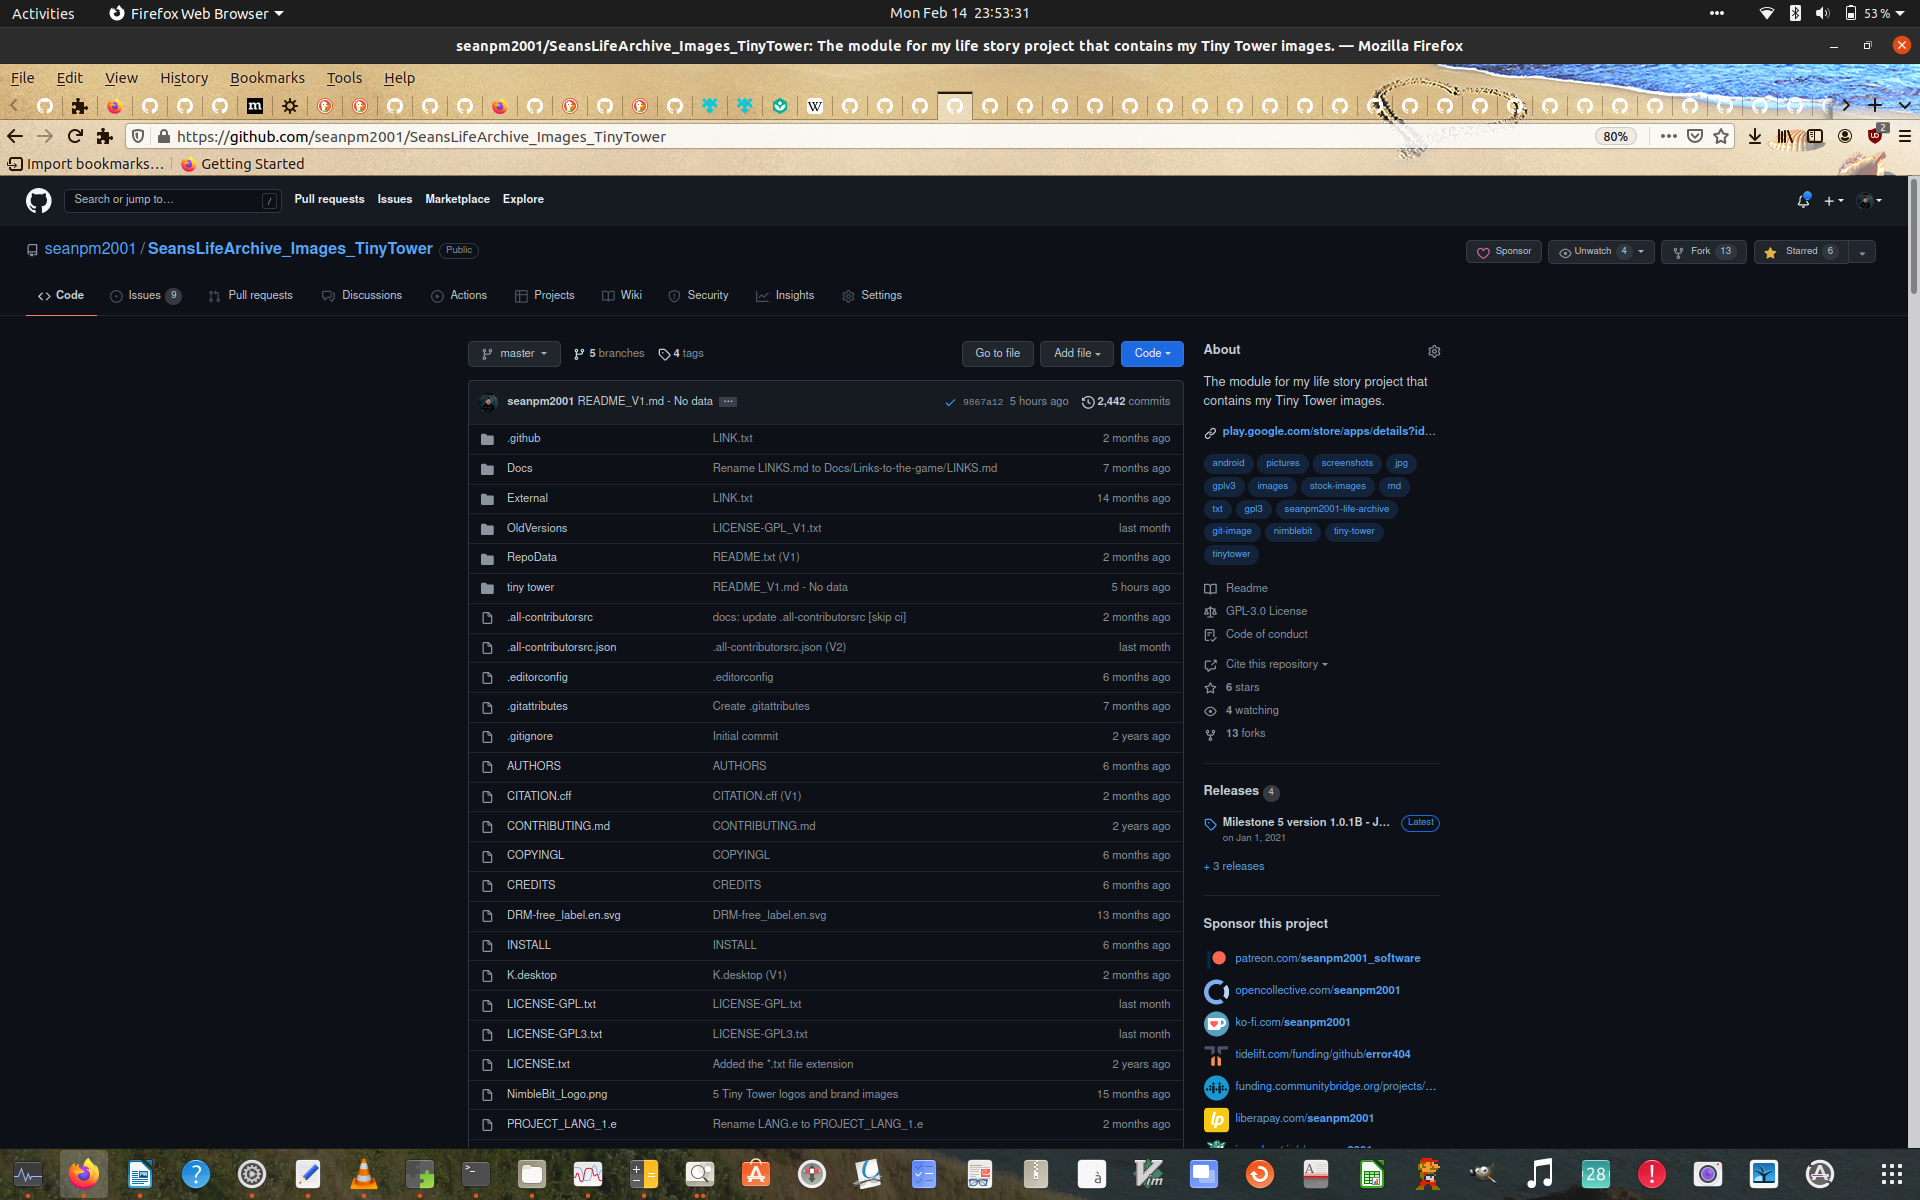 Activities
Firefox Web Browser
Mon Feb 14 23:53:31
53 %
seanpm2001/SeansLifeArchive_Images_TinyTower: The module for my life story project that contains my Tiny Tower images. — Mozilla Firefox
File Edit View History Bookmarks Tools Help
https://github.com/seanpm2001/SeansLifeArchive_Images_TinyTower
80%
2
Import bookmarks…
Getting Started
Search or jump to…
/
Pull requests Issues Marketplace Explore
seanpm2001 / SeansLifeArchive_Images_TinyTower Public
Sponsor
Unwatch 4
Fork 13
Starred 6
Code
Issues 9
Pull requests
Discussions
Actions
Projects
Wiki
Security
Insights
Settings
master
5 branches
4 tags
Go to file
Add file
Code
seanpm2001 README_V1.md - No data ...
9867a12 5 hours ago
2,442 commits
.github LINK.txt 2 months ago
Docs Rename LINKS.md to Docs/Links-to-the-game/LINKS.md 7 months ago
External LINK.txt 14 months ago
OldVersions LICENSE-GPL_V1.txt last month
RepoData README.txt (V1) 2 months ago
tiny tower README_V1.md - No data 5 hours ago
.all-contributorsrc docs: update .all-contributorsrc [skip ci] 2 months ago
.all-contributorsrc.json .all-contributorsrc.json (V2) last month
.editorconfig .editorconfig 6 months ago
.gitattributes Create .gitattributes 7 months ago
.gitignore Initial commit 2 years ago
AUTHORS AUTHORS 6 months ago
CITATION.cff CITATION.cff (V1) 2 months ago
CONTRIBUTING.md CONTRIBUTING.md 2 years ago
COPYINGL COPYINGL 6 months ago
CREDITS CREDITS 6 months ago
DRM-free_label.en.svg DRM-free_label.en.svg 13 months ago
INSTALL INSTALL 6 months ago
K.desktop K.desktop (V1) 2 months ago
LICENSE-GPL.txt LICENSE-GPL.txt last month
LICENSE-GPL3.txt LICENSE-GPL3.txt last month
LICENSE.txt Added the *.txt file extension 2 years ago
NimbleBit_Logo.png 5 Tiny Tower logos and brand images 15 months ago
PROJECT_LANG_1.e Rename LANG.e to PROJECT_LANG_1.e 2 months ago
About
The module for my life story project that
contains my Tiny Tower images.
play.google.com/store/apps/details?id...
android pictures screenshots jpg
gplv3 images stock-images md
txt gpl3 seanpm2001-life-archive
git-image nimblebit tiny-tower
tinytower
Readme
GPL-3.0 License
Code of conduct
Cite this repository
6 stars
4 watching
13 forks
Releases 4
Milestone 5 version 1.0.1B - J... Latest
on Jan 1, 2021
+ 3 releases
Sponsor this project
patreon.com/seanpm2001_software
opencollective.com/seanpm2001
ko-fi.com/seanpm2001
tidelift.com/funding/github/error404
funding.communitybridge.org/projects/...
liberapay.com/seanpm2001
28